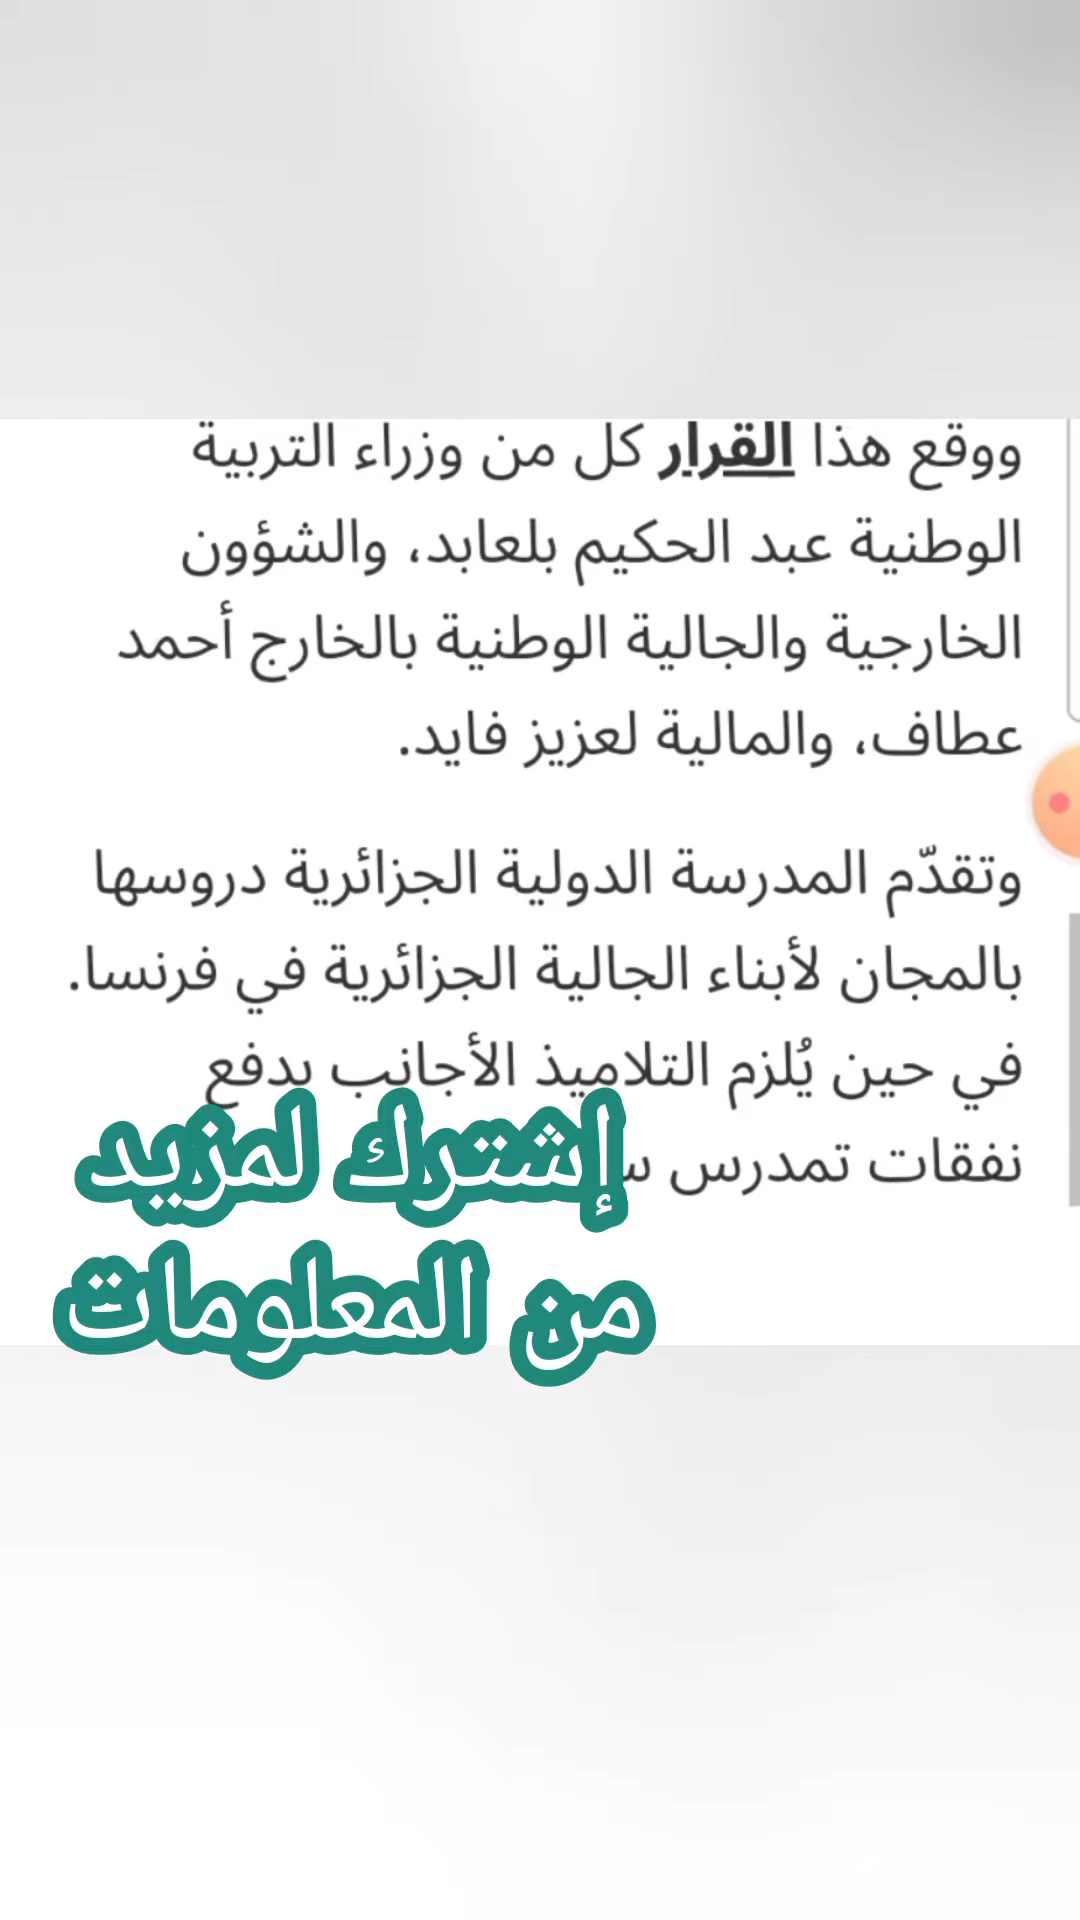 ووقع هذا القرار كل من وزراء التربية
الوطنية عبد الحكيم بلعابد، والشؤون
الخارجية والجالية الوطنية بالخارج أحمد
عطاف، والمالية لعزيز فايد.
وتقدّم المدرسة الدولية الجزائرية دروسها
بالمجان لأبناء الجالية الجزائرية في فرنسا.
في حين يُلزم التلاميذ الأجانب بدفع
نفقات تمدرس
إشترك لمزيد
من المعلومات